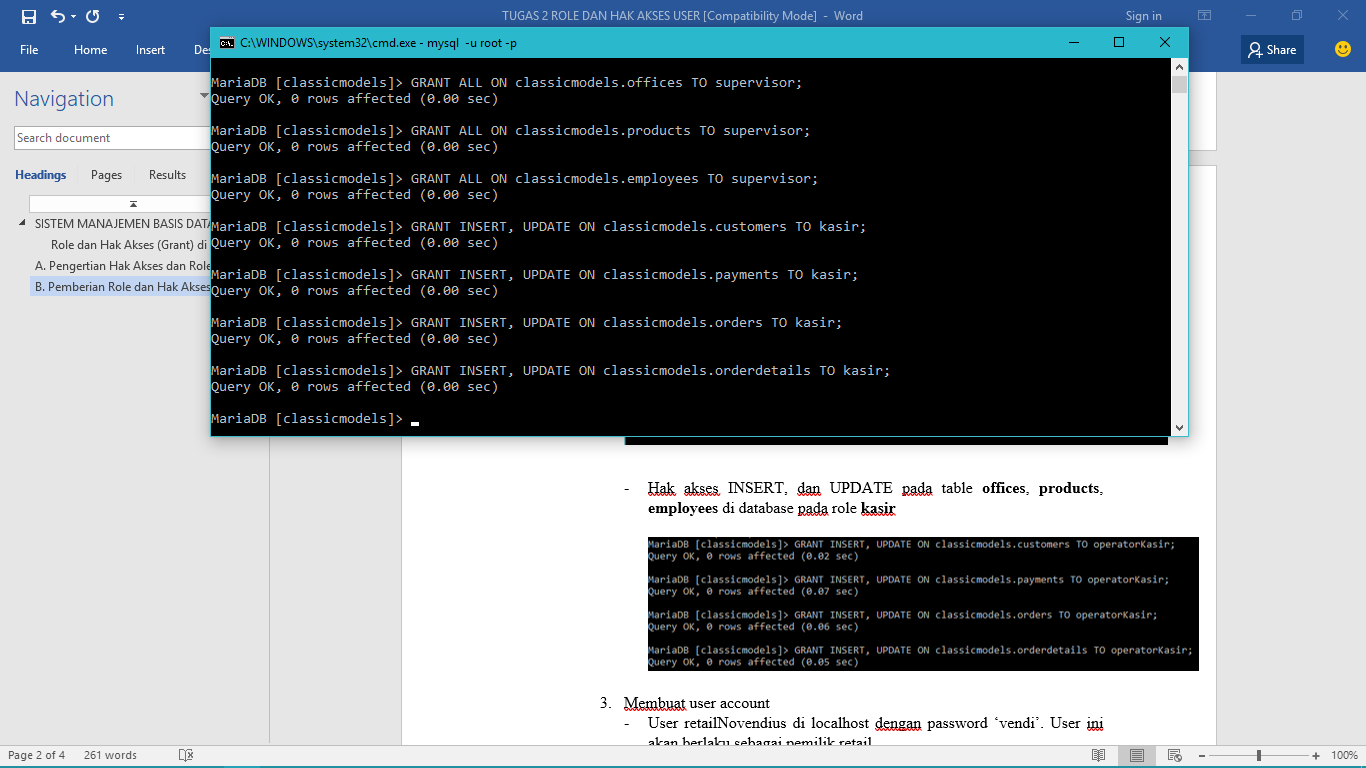 TUGAS 2 ROLE DAN HAK AKSES USER [Compatibility Mode] - Word
Sign in
File Home Insert Des
Share
C:\WINDOWS\system32\cmd.exe - mysql -u root -p
MariaDB [classicmodels]> GRANT ALL ON classicmodels.offices TO supervisor;
Query OK, 0 rows affected (0.00 sec)
MariaDB [classicmodels]> GRANT ALL ON classicmodels.products TO supervisor;
Query OK, 0 rows affected (0.00 sec)
MariaDB [classicmodels]> GRANT ALL ON classicmodels.employees TO supervisor;
Query OK, 0 rows affected (0.00 sec)
MariaDB [classicmodels]> GRANT INSERT, UPDATE ON classicmodels.customers TO kasir;
Query OK, 0 rows affected (0.00 sec)
MariaDB [classicmodels]> GRANT INSERT, UPDATE ON classicmodels.payments TO kasir;
Query OK, 0 rows affected (0.00 sec)
MariaDB [classicmodels]> GRANT INSERT, UPDATE ON classicmodels.orders TO kasir;
Query OK, 0 rows affected (0.00 sec)
MariaDB [classicmodels]> GRANT INSERT, UPDATE ON classicmodels.orderdetails TO kasir;
Query OK, 0 rows affected (0.00 sec)
MariaDB [classicmodels]>
Navigation
Search document
Headings Pages Results
SISTEM MANAJEMEN BASIS DATA
Role dan Hak Akses (Grant) di
A. Pengertian Hak Akses dan Role
B. Pemberian Role dan Hak Akses
- Hak akses INSERT, dan UPDATE pada table offices, products,
employees di database pada role kasir
MariaDB [classicmodels]> GRANT INSERT, UPDATE ON classicmodels.customers TO operatorKasir;
Query OK, 0 rows affected (0.02 sec)
MariaDB [classicmodels]> GRANT INSERT, UPDATE ON classicmodels.payments TO operatorKasir;
Query OK, 0 rows affected (0.07 sec)
MariaDB [classicmodels]> GRANT INSERT, UPDATE ON classicmodels.orders TO operatorKasir;
Query OK, 0 rows affected (0.06 sec)
MariaDB [classicmodels]> GRANT INSERT, UPDATE ON classicmodels.orderdetails TO operatorKasir;
Query OK, 0 rows affected (0.05 sec)
3. Membuat user account
- User retailNovendius di localhost dengan password ‘vendi’. User ini
akan berlaku sebagai pemilik retail
Page 2 of 4 261 words
100%